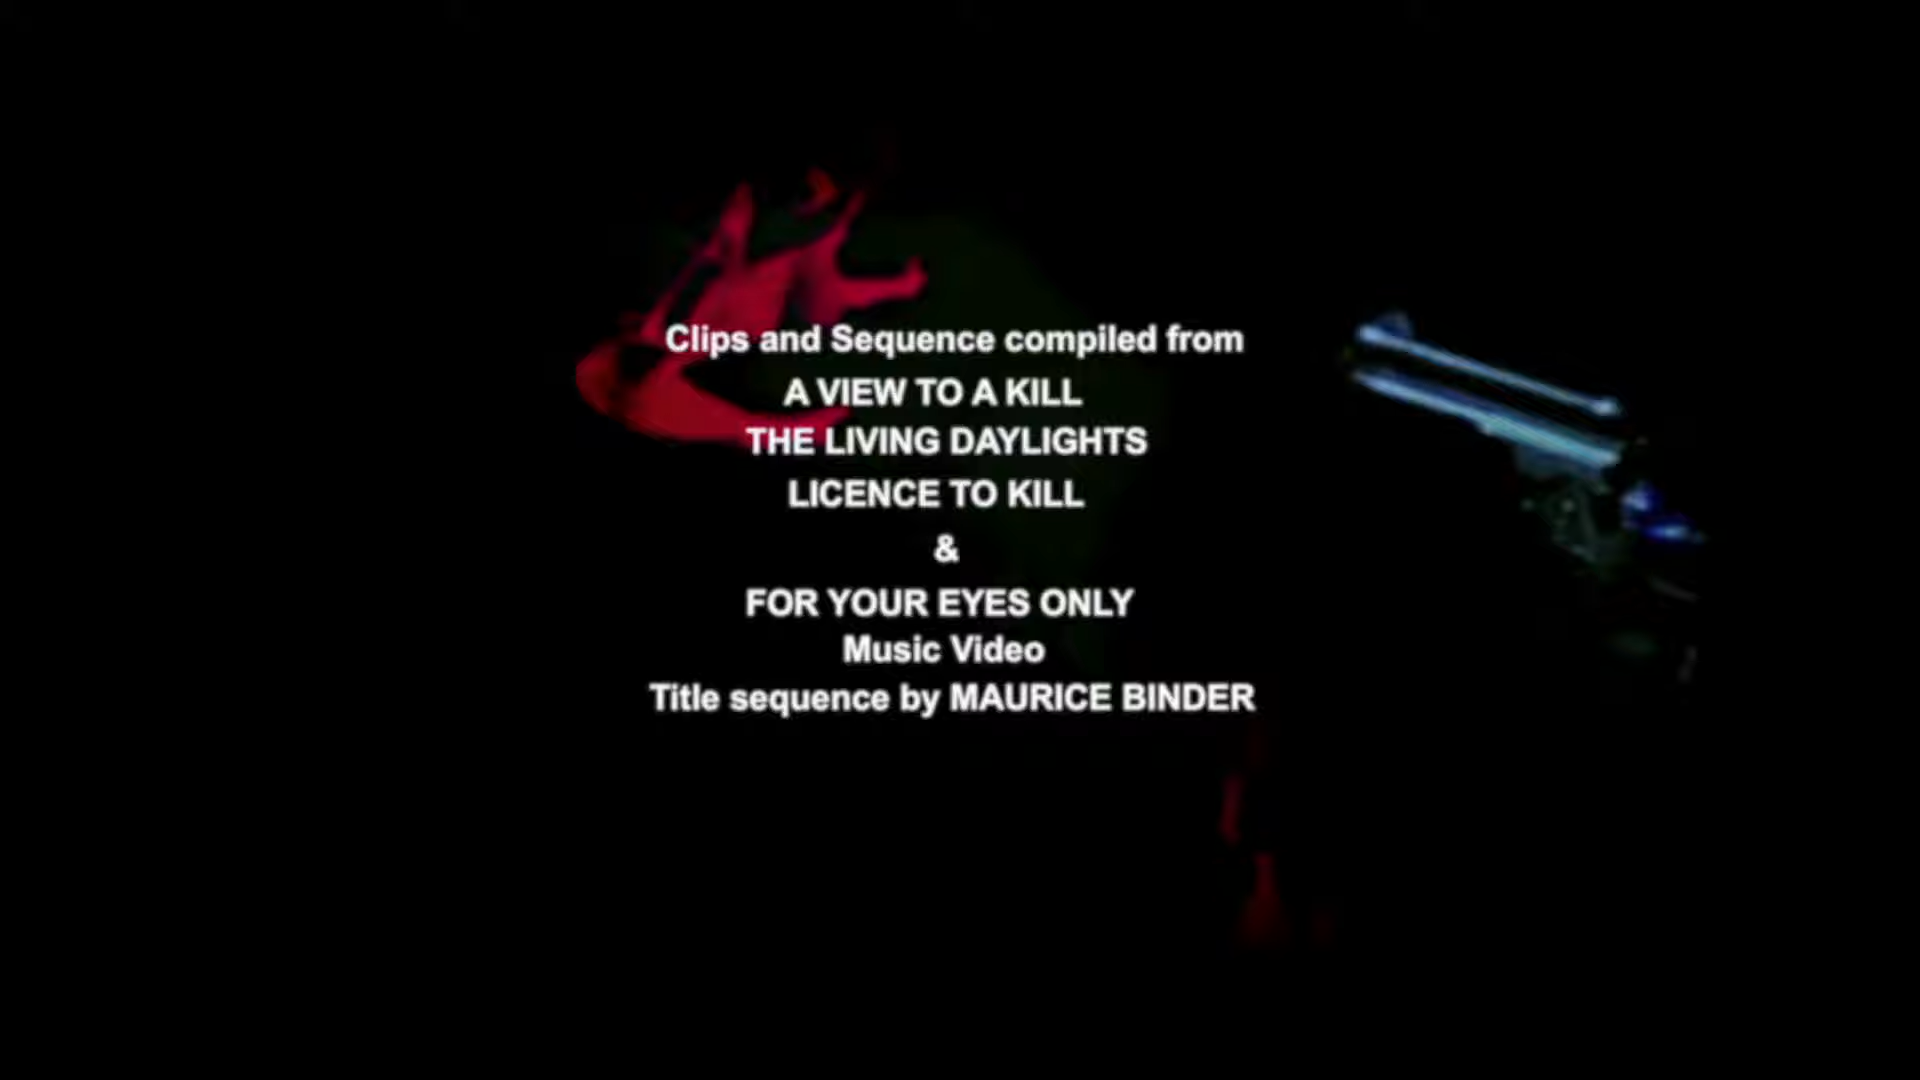 Clips and Sequence compiled from
A VIEW TO A KILL
THE LIVING DAYLIGHTS
LICENCE TO KILL
&
FOR YOUR EYES ONLY
Music Video
Title sequence by MAURICE BINDER